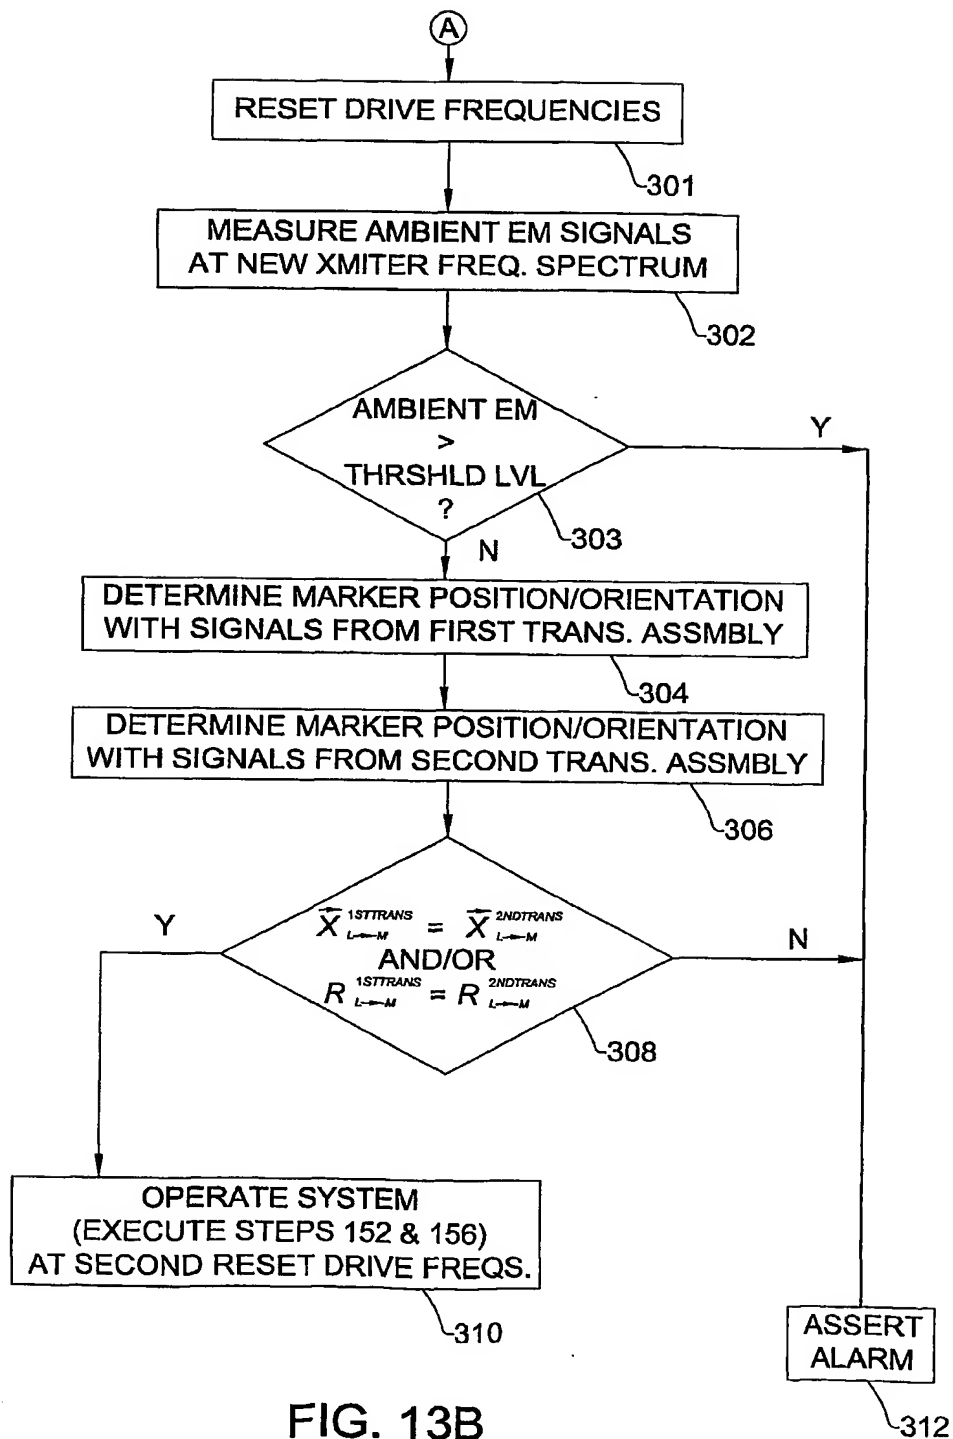 A
RESET DRIVE FREQUENCIES
301
MEASURE AMBIENT EM SIGNALS
AT NEW XMITER FREQ. SPECTRUM
302
AMBIENT EM
>
THRSHLD LVL
?
Y
303
N
DETERMINE MARKER POSITION/ORIENTATION
WITH SIGNALS FROM FIRST TRANS. ASSMBLY
304
DETERMINE MARKER POSITION/ORIENTATION
WITH SIGNALS FROM SECOND TRANS. ASSMBLY
306
Y
X⃗ 1STTRANS L→M = X⃗ 2NDTRANS L→M
AND/OR
R 1STTRANS L→M = R 2NDTRANS L→M
N
308
OPERATE SYSTEM
(EXECUTE STEPS 152 & 156)
AT SECOND RESET DRIVE FREQS.
310
ASSERT
ALARM
312
FIG. 13B